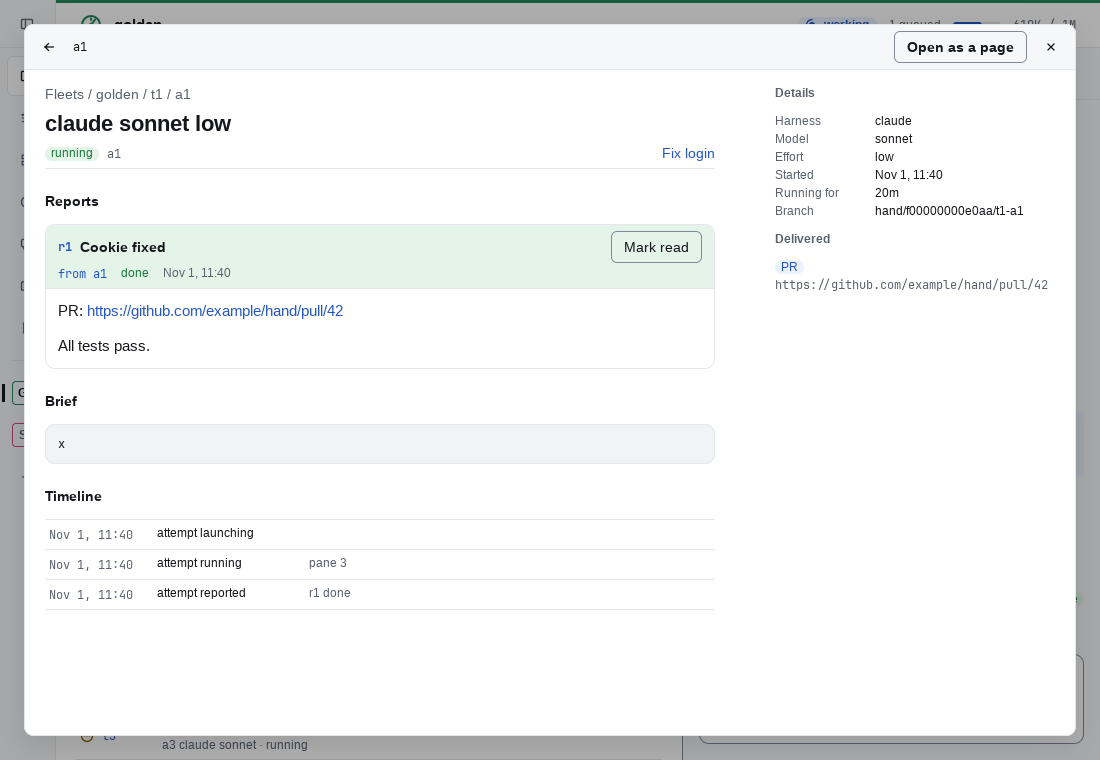 golden
working
1 queued
a1
Open as a page
Fleets / golden / t1 / a1
claude sonnet low
running a1
Fix login
Reports
r1 Cookie fixed
Mark read
from a1 done Nov 1, 11:40
PR: https://github.com/example/hand/pull/42
All tests pass.
Brief
x
Timeline
Nov 1, 11:40 attempt launching
Nov 1, 11:40 attempt running pane 3
Nov 1, 11:40 attempt reported r1 done
Details
Harness claude
Model sonnet
Effort low
Started Nov 1, 11:40
Running for 20m
Branch hand/f00000000e0aa/t1-a1
Delivered
PR
https://github.com/example/hand/pull/42
a3 claude sonnet · running